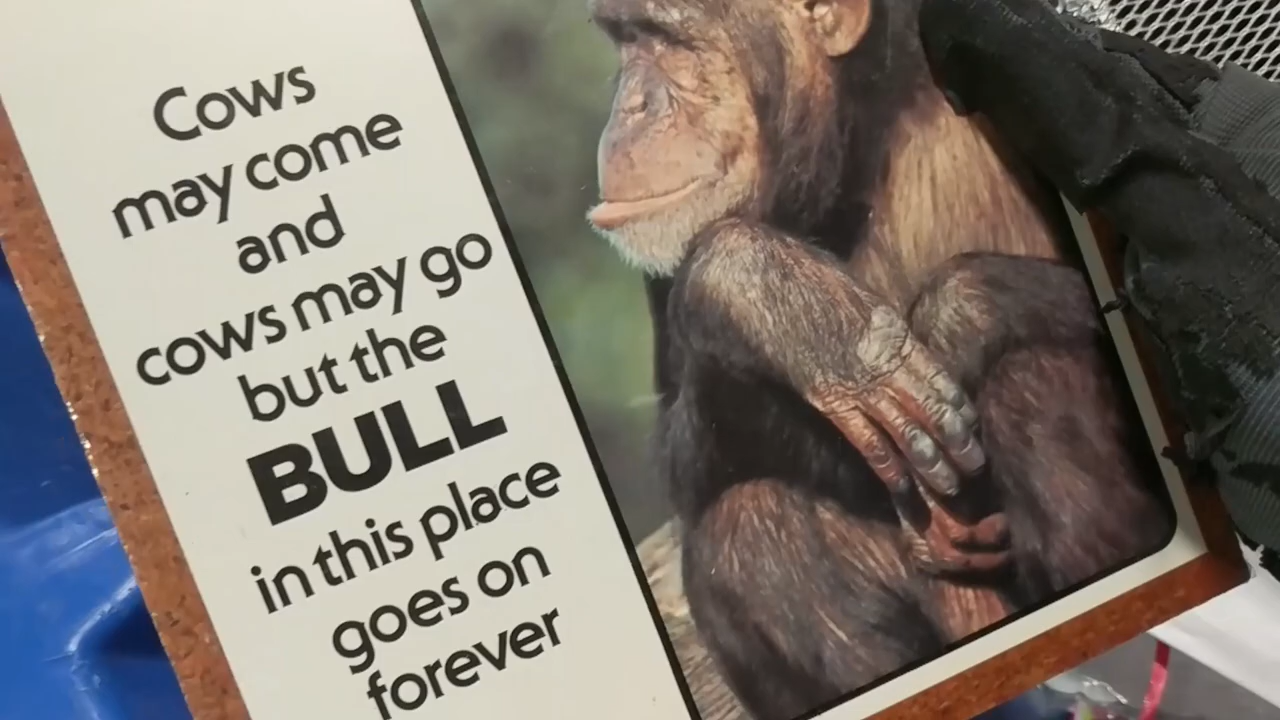 Cows
may come
and
cows may go
but the
BULL
in this place
goes on
forever